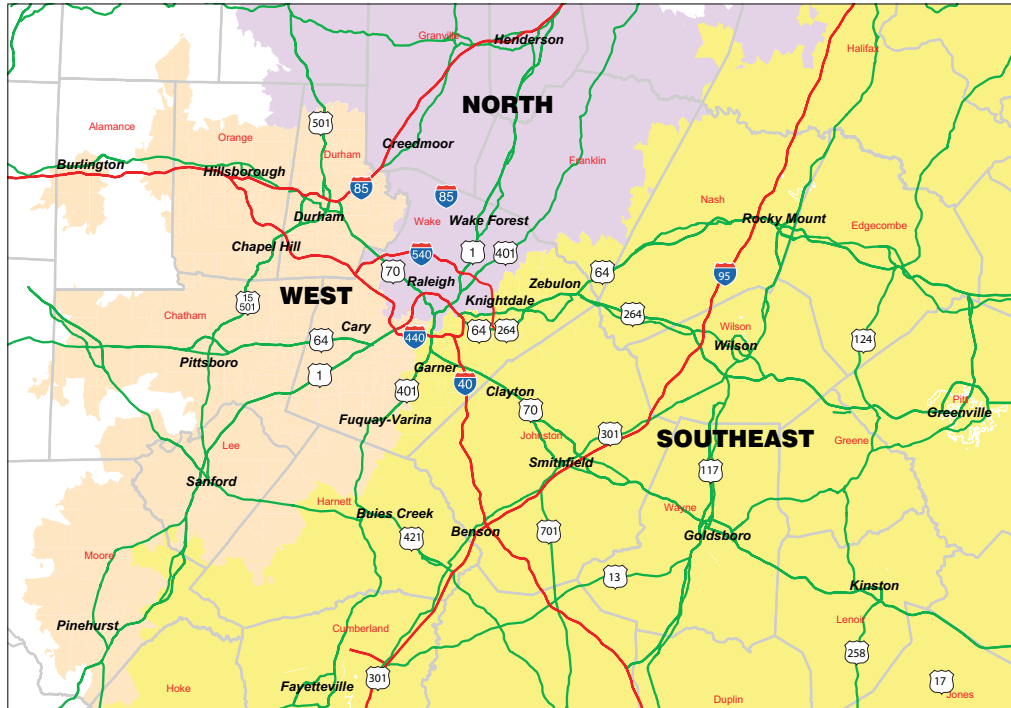 Granville
Henderson
Halifax
NORTH
501
Alamance
Orange
Durham
Creedmoor
Burlington
Hillsborough
Franklin
85
85
Nash
Durham
Wake
Wake Forest
Rocky Mount
Edgecombe
Chapel Hill
540
1
401
70
64
95
Raleigh
Zebulon
WEST
Knightdale
15
501
Chatham
264
Cary
64
264
Wilson
64
440
Wilson
124
Pittsboro
1
Garner
40
Clayton
401
Pitt
Greenville
Fuquay-Varina
70
Johnston
301
SOUTHEAST
Greene
Lee
Smithfield
117
Sanford
Harnett
Wayne
Buies Creek
Benson
701
Goldsboro
421
Moore
13
Kinston
Pinehurst
Cumberland
Lenoir
258
301
Fayetteville
Hoke
17
Duplin
Jones